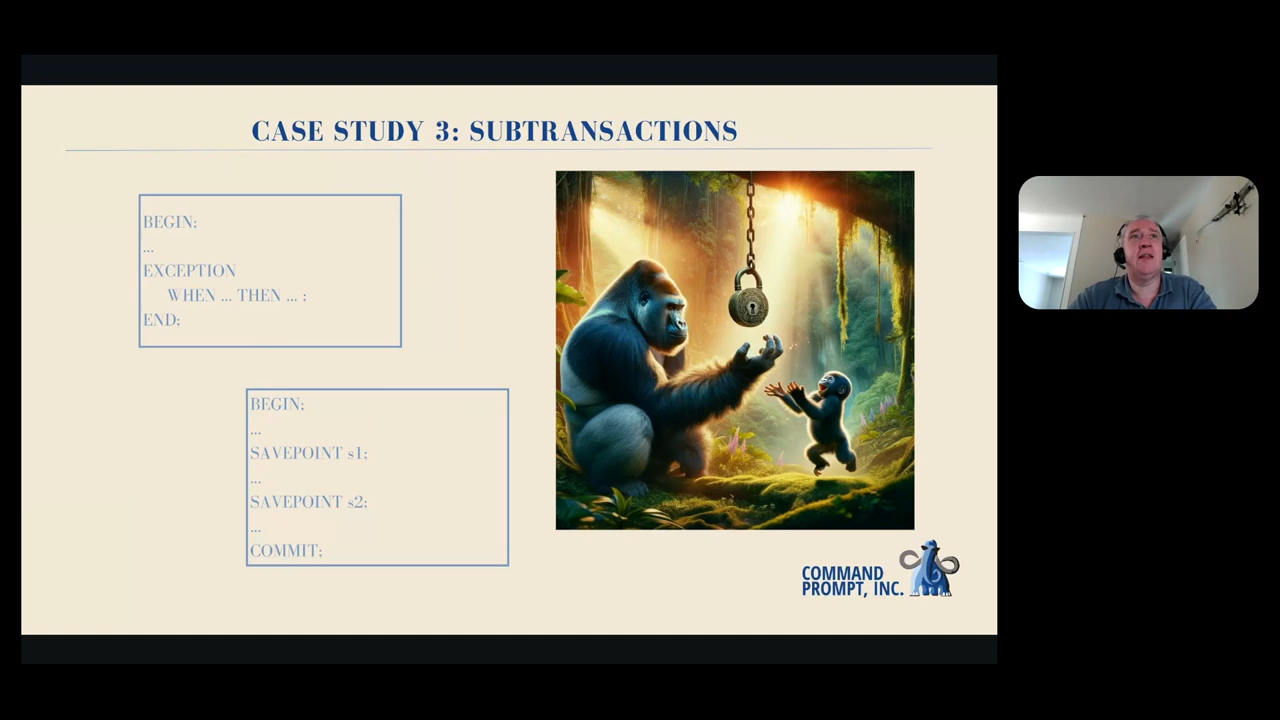 CASE STUDY 3: SUBTRANSACTIONS
BEGIN;
...
EXCEPTION
WHEN ... THEN ... ;
END;
BEGIN;
...
SAVEPOINT s1;
...
SAVEPOINT s2;
...
COMMIT;
COMMAND
PROMPT, INC.